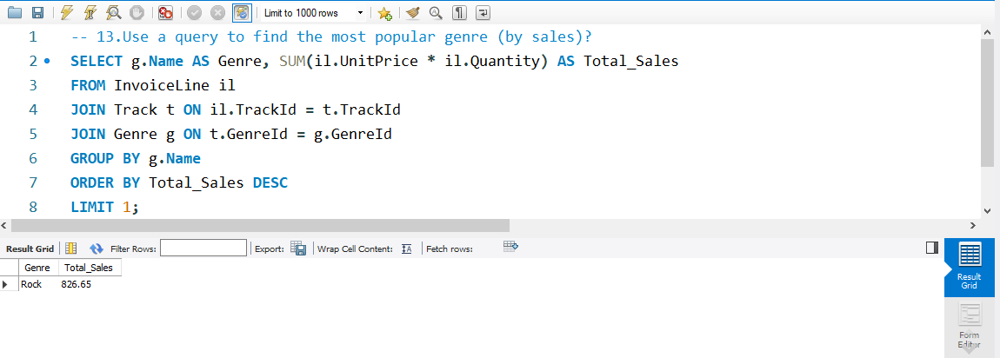 Limit to 1000 rows
1 -- 13.Use a query to find the most popular genre (by sales)?
2 SELECT g.Name AS Genre, SUM(il.UnitPrice * il.Quantity) AS Total_Sales
3 FROM InvoiceLine il
4 JOIN Track t ON il.TrackId = t.TrackId
5 JOIN Genre g ON t.GenreId = g.GenreId
6 GROUP BY g.Name
7 ORDER BY Total_Sales DESC
8 LIMIT 1;
Result Grid Filter Rows: Export: Wrap Cell Content: IA Fetch rows:
Genre Total_Sales
Rock 826.65
Result
Grid
Form
Editor